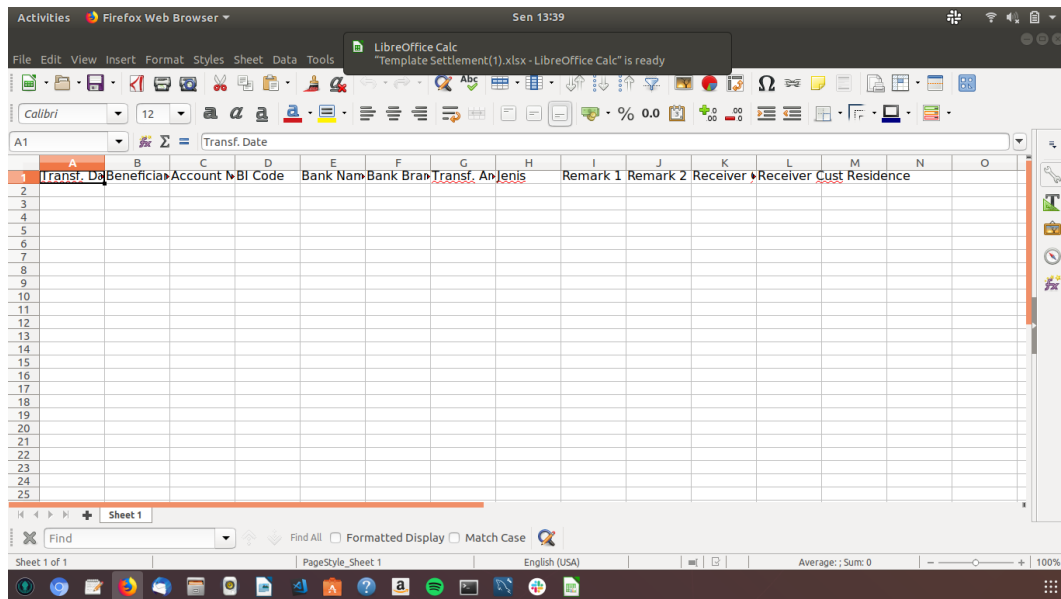 Activities Firefox Web Browser Sen 13:39
LibreOffice Calc
"Template Settlement(1).xlsx - LibreOffice Calc" is ready
File Edit View Insert Format Styles Sheet Data Tools
Calibri 12 a a a a % 0.0
A1 Transf. Date
A B C D E F G H I J K L M N O
1 Transf. Da Beneficiar Account N BI Code Bank Nam Bank Bran Transf. Am Jenis Remark 1 Remark 2 Receiver Receiver Cust Residence
2
3
4
5
6
7
8
9
10
11
12
13
14
15
16
17
18
19
20
21
22
23
24
25
Sheet 1
Find Find All Formatted Display Match Case
Sheet 1 of 1 PageStyle_Sheet 1 English (USA) Average: ; Sum: 0 100%